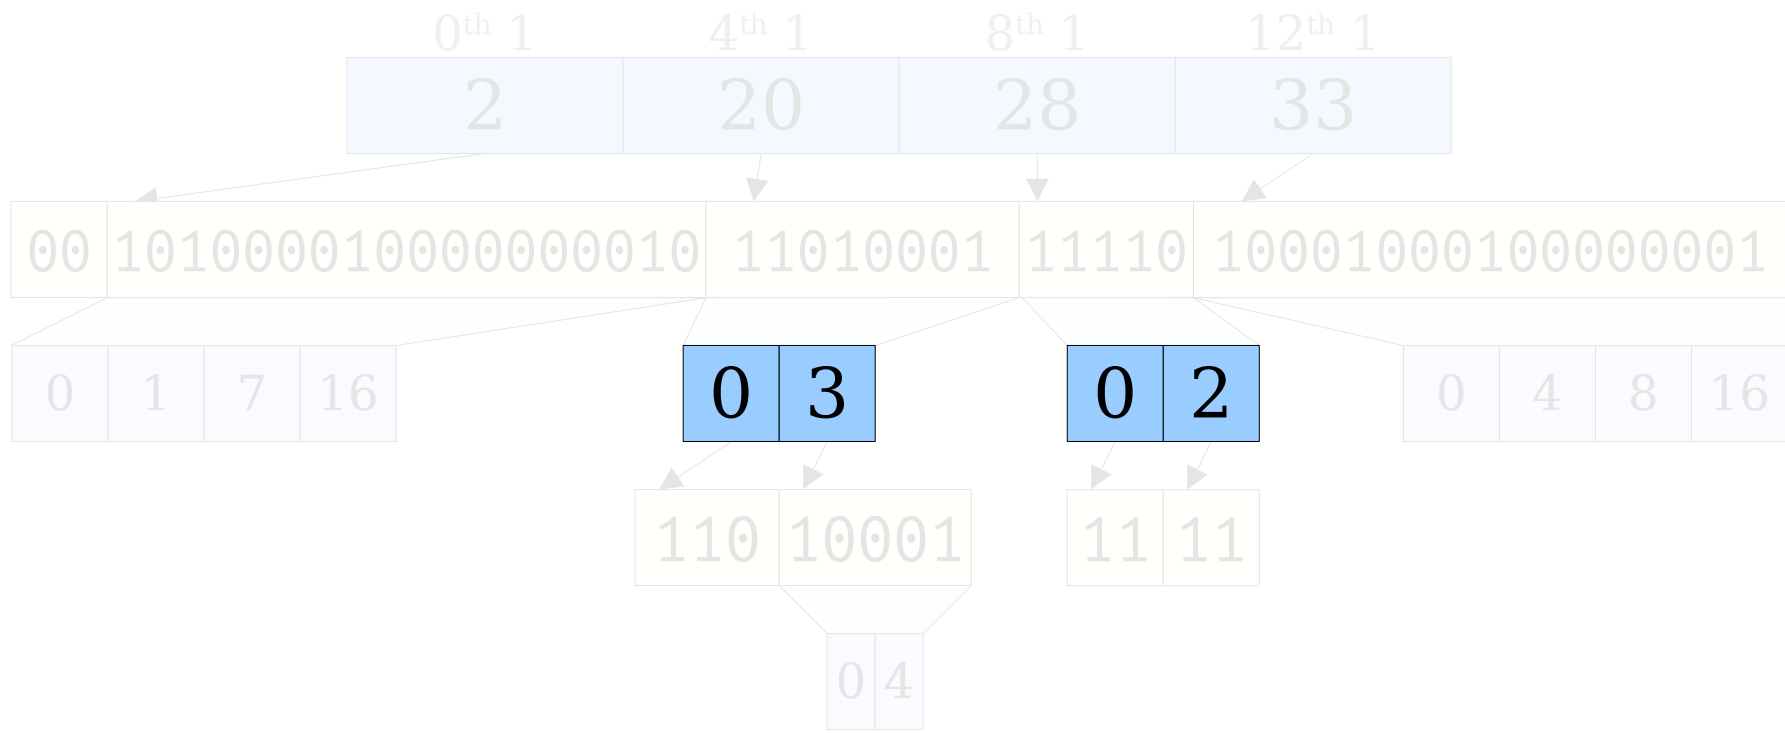 0th 1 4th 1 8th 1 12th 1
2 20 28 33
00 101000010000000010 11010001 11110 10001000100000001
0 1 7 16 0 3 0 2 0 4 8 16
110 10001 11 11
0 4